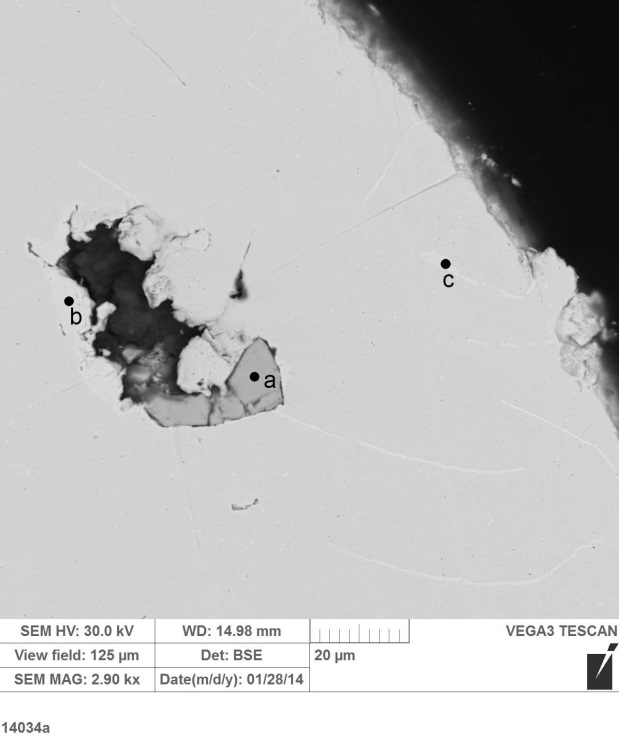 c
b
a
SEM HV: 30.0 kV WD: 14.98 mm VEGA3 TESCAN
View field: 125 µm Det: BSE 20 µm
SEM MAG: 2.90 kx Date(m/d/y): 01/28/14
14034a